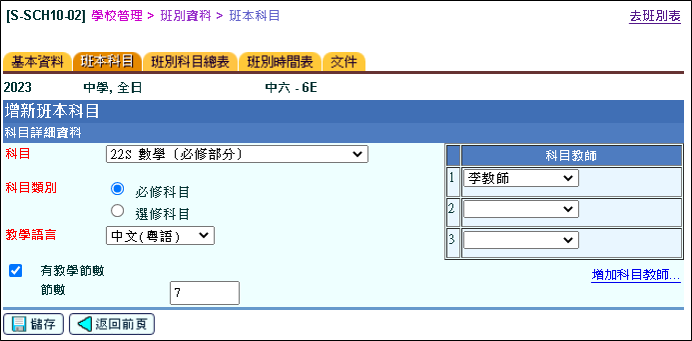 [S-SCH10-02] 學校管理 > 班別資料 > 班本科目 去班別表
基本資料 班本科目 班別科目總表 班別時間表 文件
2023 中學, 全日 中六 - 6E
增新班本科目
科目詳細資料
科目 22S 數學〔必修部分〕 科目教師
1 李教師
科目類別 必修科目
2
選修科目
教學語言 中文(粵語)
3
有教學節數 增加科目教師...
節數 7
儲存 返回前頁